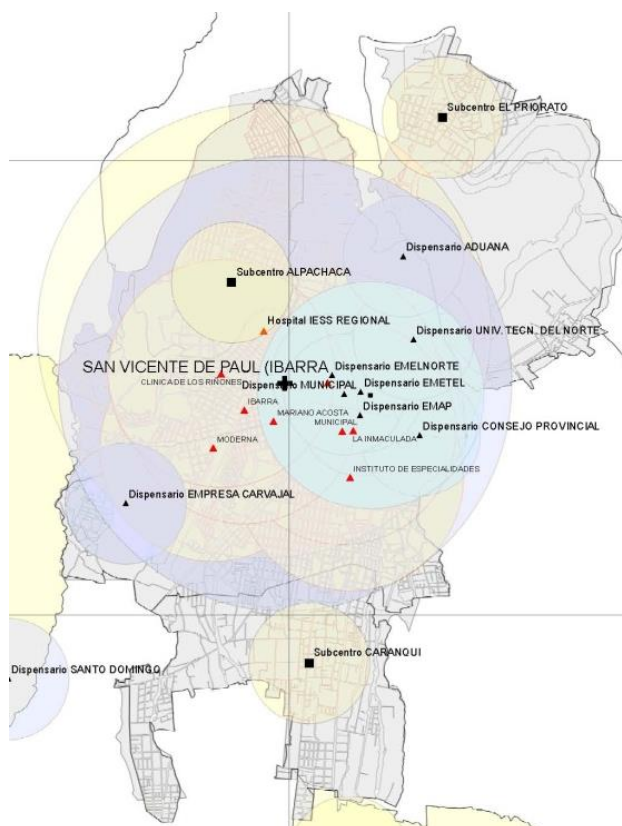 Subcentro EL PRIORATO
Dispensario ADUANA
Subcentro ALPACHACA
Hospital IESS REGIONAL
Dispensario UNIV. TECN. DEL NORTE
SAN VICENTE DE PAUL (IBARRA
Dispensario EMELNORTE
CLINICA DE LOS RIÑONES
Dispensario MUNICIPAL
Dispensario EMETEL
IBARRA
Dispensario EMAP
MARIANO ACOSTA
MUNICIPAL
Dispensario CONSEJO PROVINCIAL
MODERNA
LA INMACULADA
INSTITUTO DE ESPECIALIDADES
Dispensario EMPRESA CARVAJAL
Subcentro CARANQUI
Dispensario SANTO DOMINGO